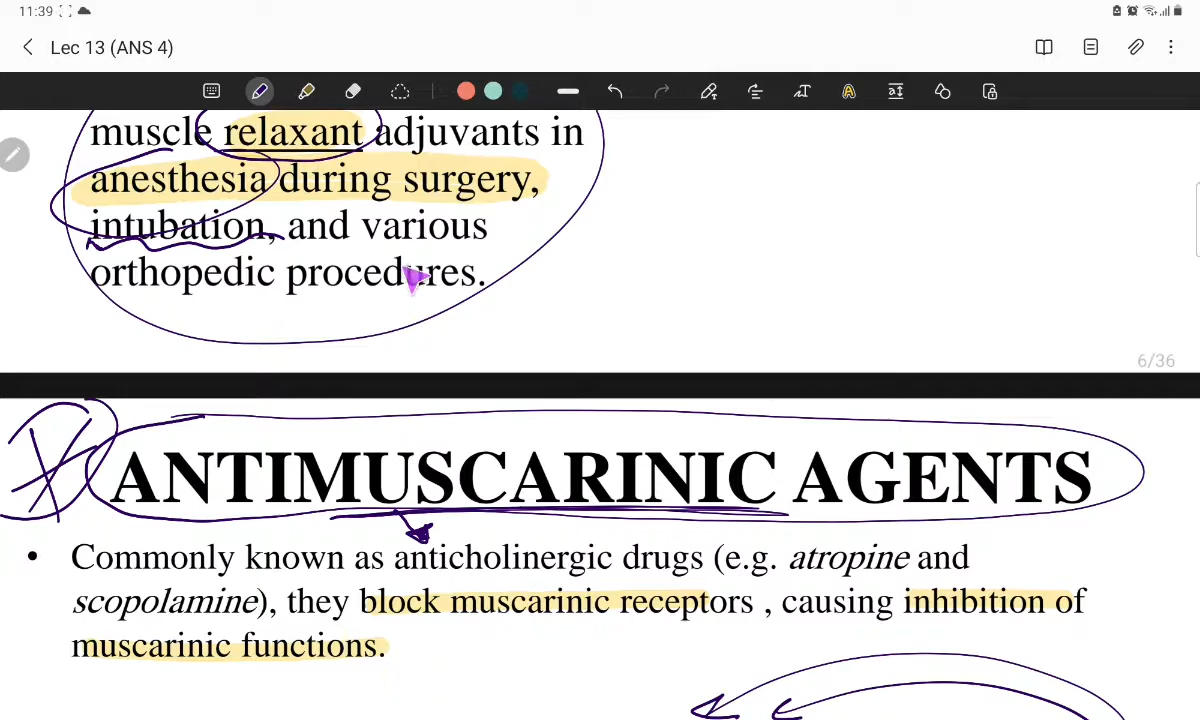 11:39
Lec 13 (ANS 4)
muscle relaxant adjuvants in
anesthesia during surgery,
intubation, and various
orthopedic procedures.
6/36
ANTIMUSCARINIC AGENTS
• Commonly known as anticholinergic drugs (e.g. atropine and
scopolamine), they block muscarinic receptors , causing inhibition of
muscarinic functions.